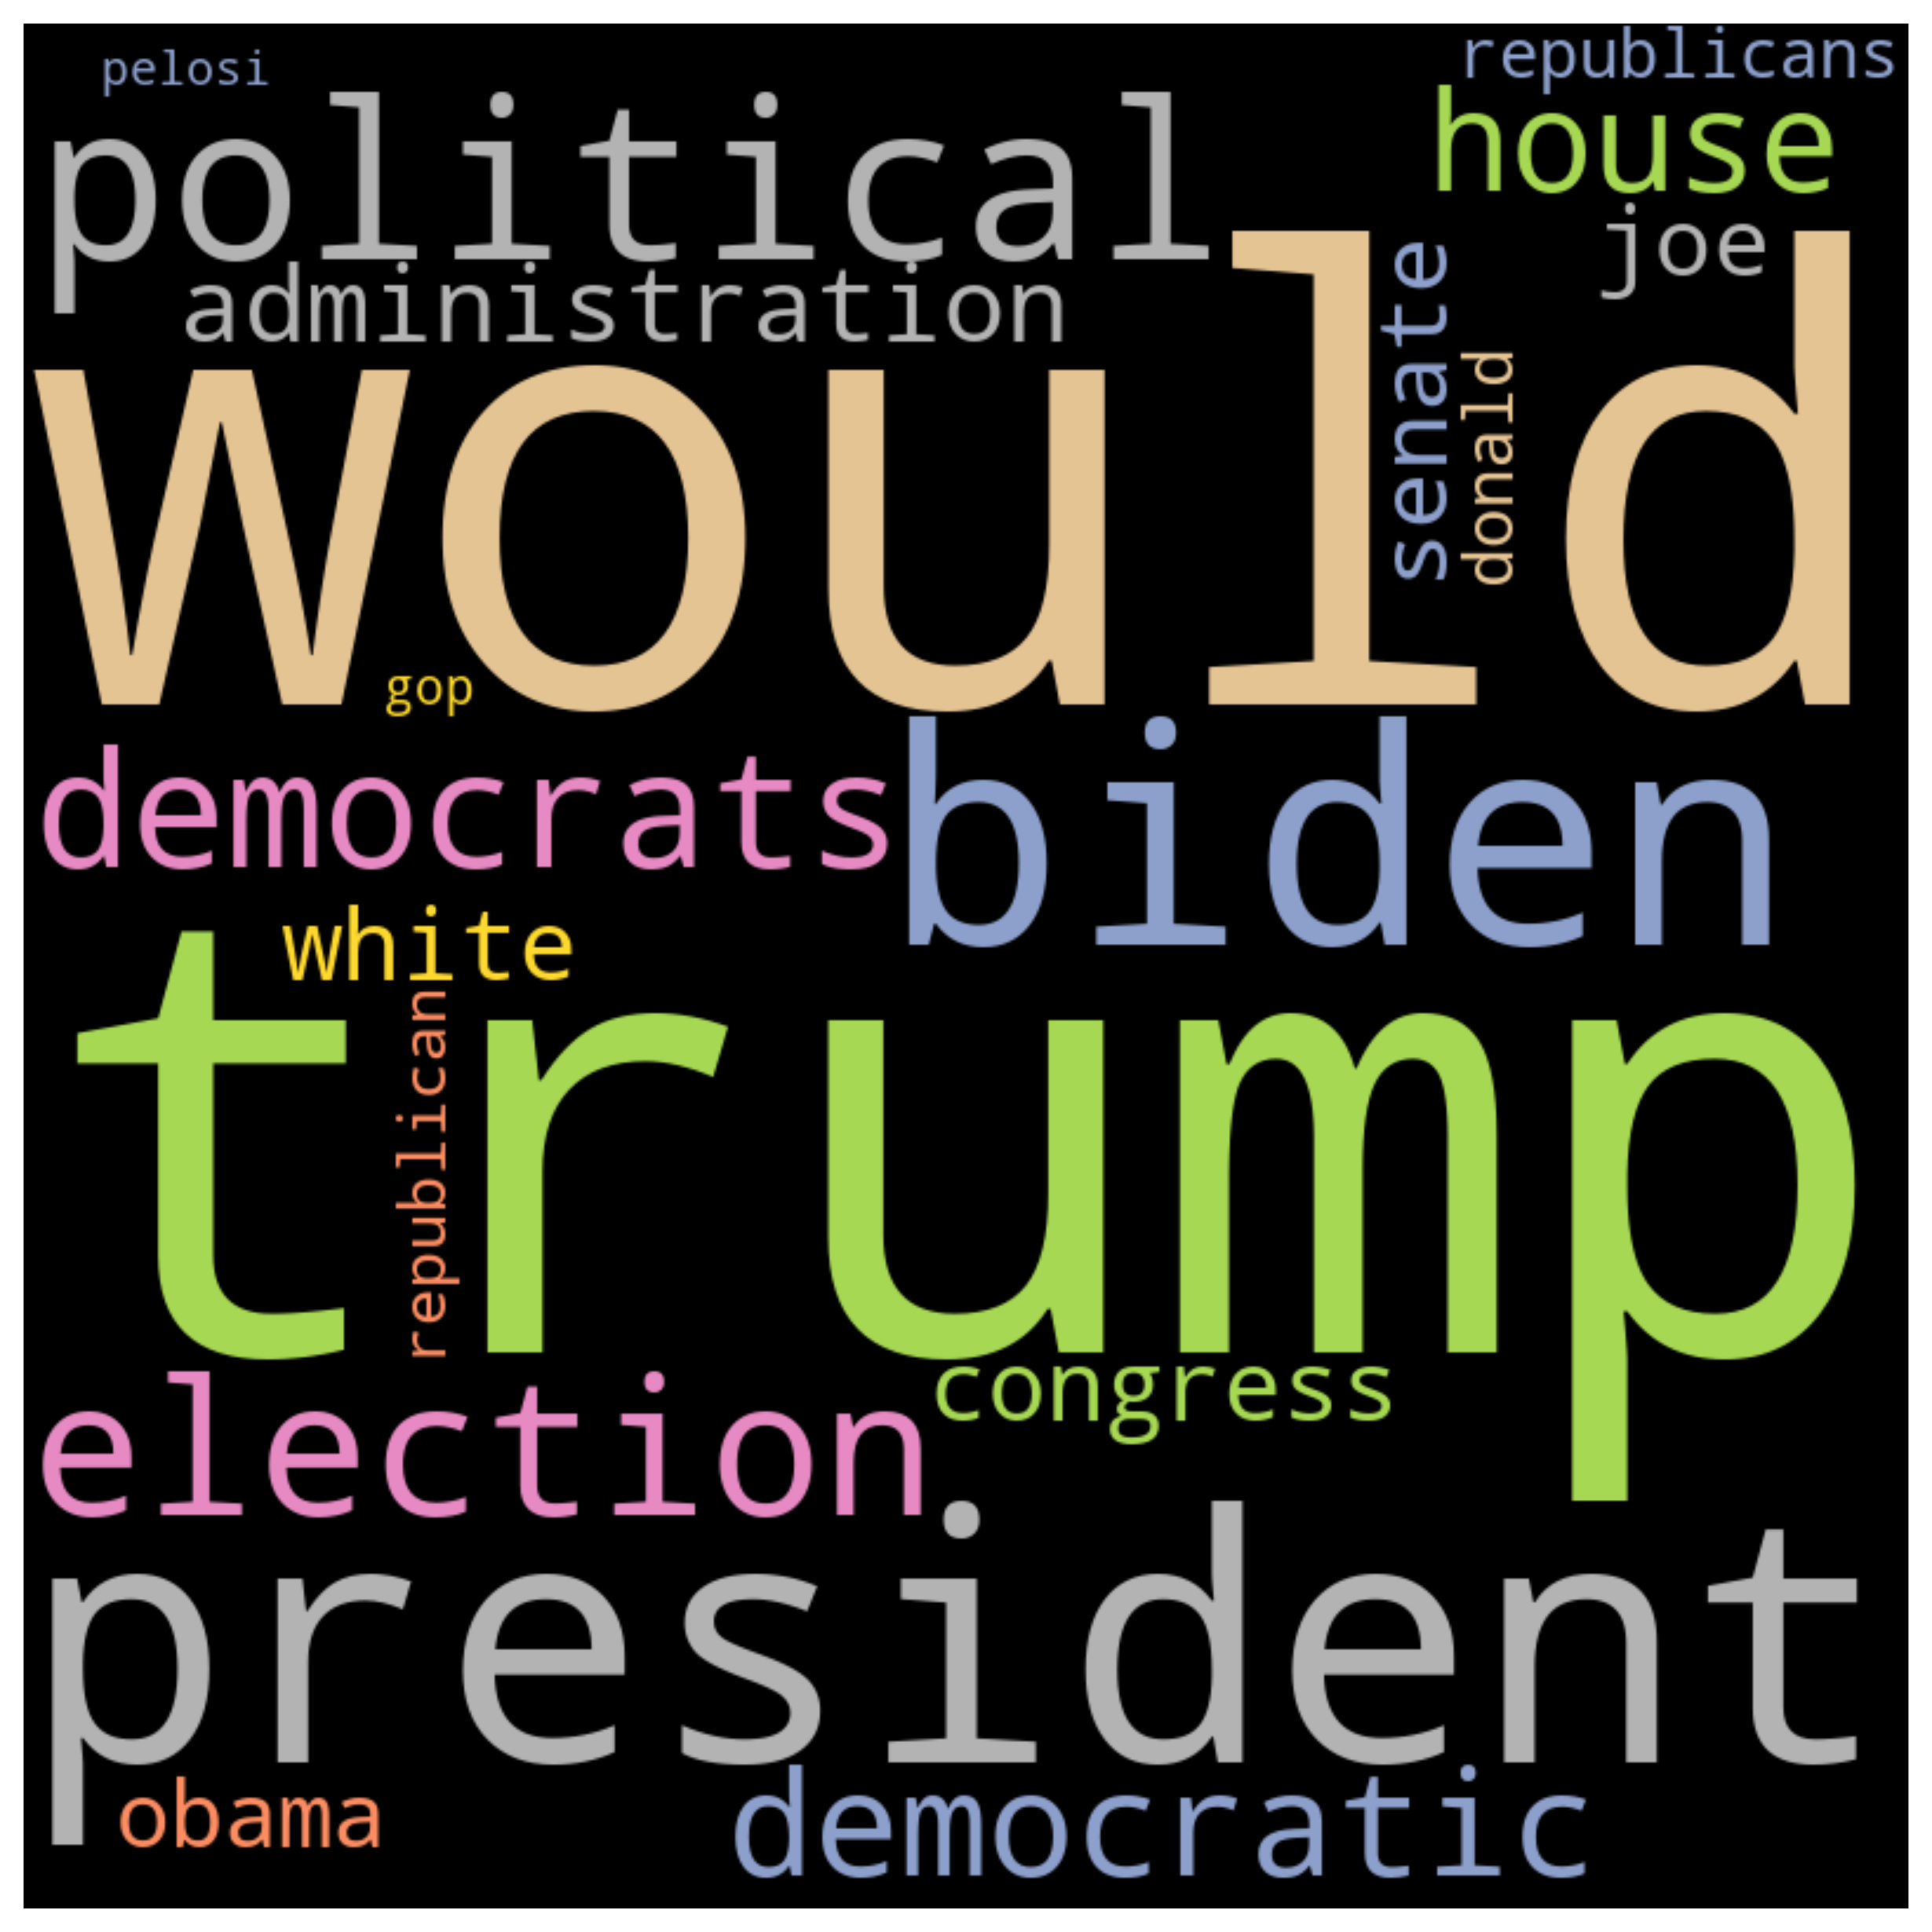 pelosi
republicans
political
house
joe
administration
would
senate
donald
gop
democrats
biden
white
trump
republican
congress
election
president
obama
democratic